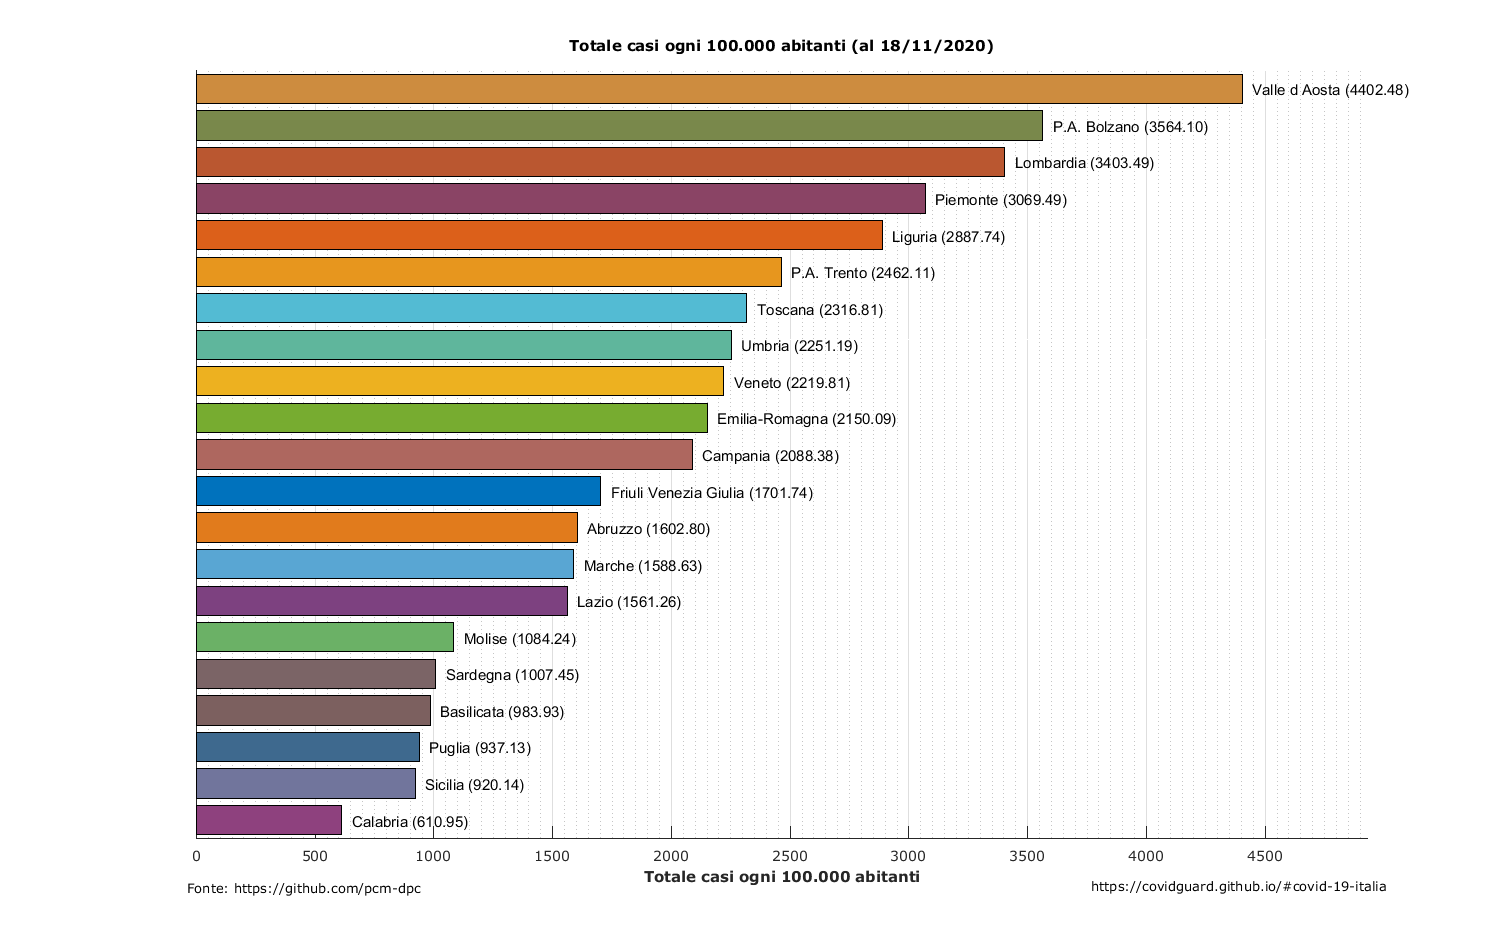 Totale casi ogni 100.000 abitanti (al 18/11/2020)
Valle d Aosta (4402.48)
P.A. Bolzano (3564.10)
Lombardia (3403.49)
Piemonte (3069.49)
Liguria (2887.74)
P.A. Trento (2462.11)
Toscana (2316.81)
Umbria (2251.19)
Veneto (2219.81)
Emilia-Romagna (2150.09)
Campania (2088.38)
Friuli Venezia Giulia (1701.74)
Abruzzo (1602.80)
Marche (1588.63)
Lazio (1561.26)
Molise (1084.24)
Sardegna (1007.45)
Basilicata (983.93)
Puglia (937.13)
Sicilia (920.14)
Calabria (610.95)
0 500 1000 1500 2000 2500 3000 3500 4000 4500
Totale casi ogni 100.000 abitanti
Fonte: https://github.com/pcm-dpc
https://covidguard.github.io/#covid-19-italia